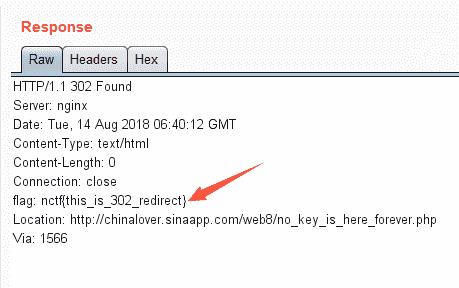 Response
Raw Headers Hex
HTTP/1.1 302 Found
Server: nginx
Date: Tue, 14 Aug 2018 06:40:12 GMT
Content-Type: text/html
Content-Length: 0
Connection: close
flag: nctf{this_is_302_redirect}
Location: http://chinalover.sinaapp.com/web8/no_key_is_here_forever.php
Via: 1566